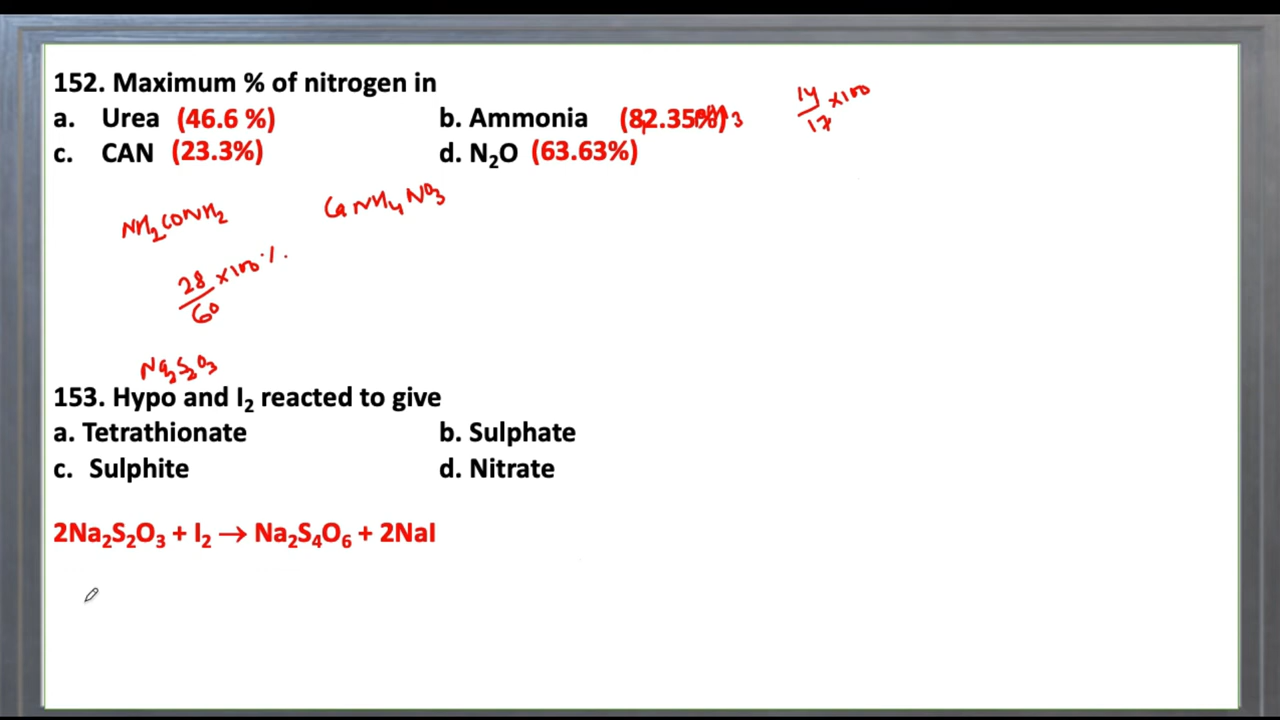 152. Maximum % of nitrogen in
a. Urea (46.6 %) b. Ammonia (82.35%) 14/17 ×100
c. CAN (23.3%) d. N₂O (63.63%)
NH₂CONH₂ CaNH₄NO₃
28/60 ×100%.
Na₂S₂O₃
153. Hypo and I₂ reacted to give
a. Tetrathionate b. Sulphate
c. Sulphite d. Nitrate
2Na₂S₂O₃ + I₂ → Na₂S₄O₆ + 2NaI